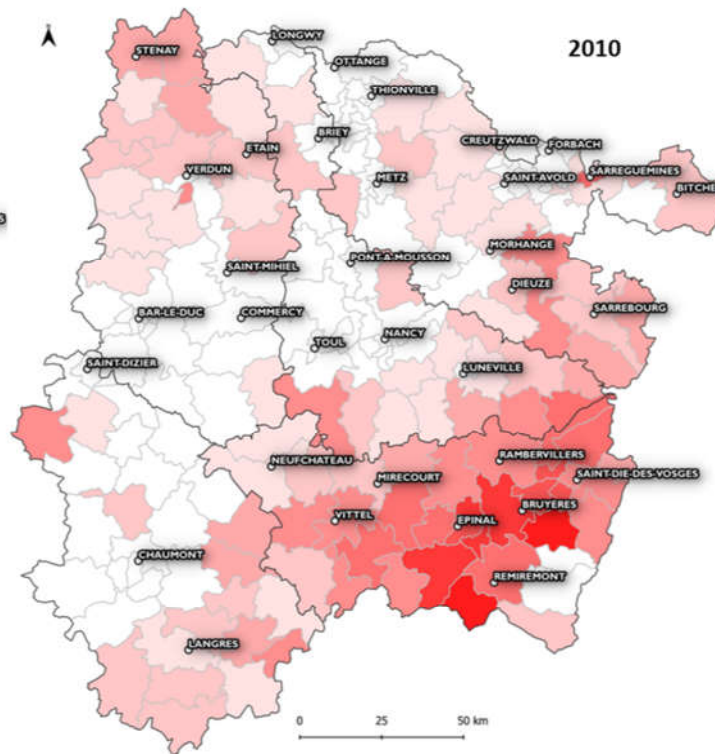 LONGWY
2010
STENAY
OTTANGE
THIONVILLE
BRIEY
CREUTZWALD
FORBACH
ETAIN
VERDUN
METZ
SAINT-AVOLD
SARREGUEMINES
BITCHE
MORHANGE
SAINT-MIHIEL
PONT-A-MOUSSON
DIEUZE
BAR-LE-DUC
COMMERCY
SARREBOURG
TOUL
NANCY
SAINT-DIZIER
LUNEVILLE
NEUFCHATEAU
RAMBERVILLERS
MIRECOURT
SAINT-DIE-DES-VOSGES
VITTEL
EPINAL
BRUYERES
CHAUMONT
REMIREMONT
LANGRES
0 25 50 km